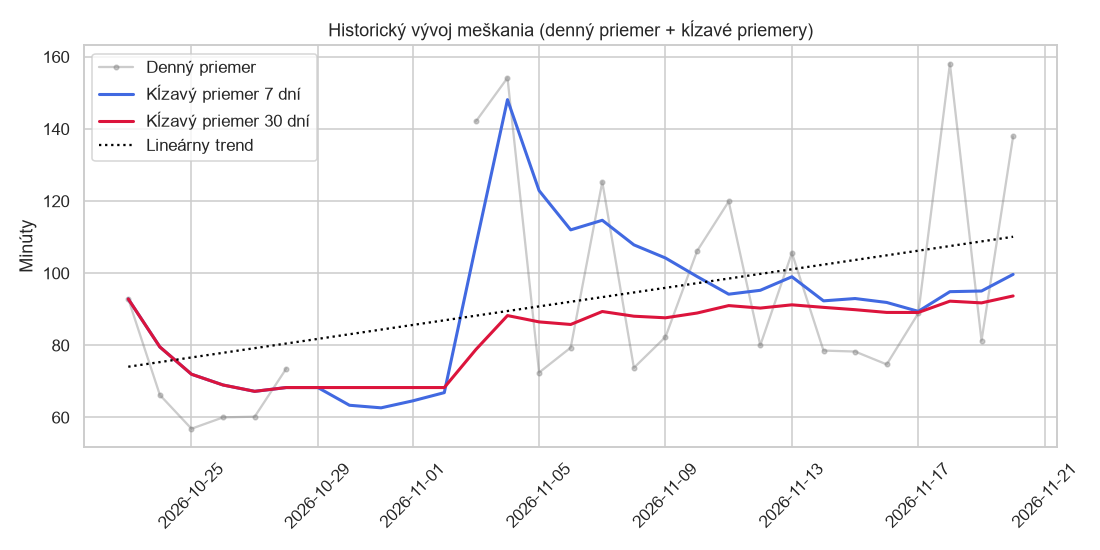 Historický vývoj meškania (denný priemer + kĺzavé priemery)
Denný priemer
Kĺzavý priemer 7 dní
Kĺzavý priemer 30 dní
Lineárny trend
Minúty
160
140
120
100
80
60
2026-10-25
2026-10-29
2026-11-01
2026-11-05
2026-11-09
2026-11-13
2026-11-17
2026-11-21